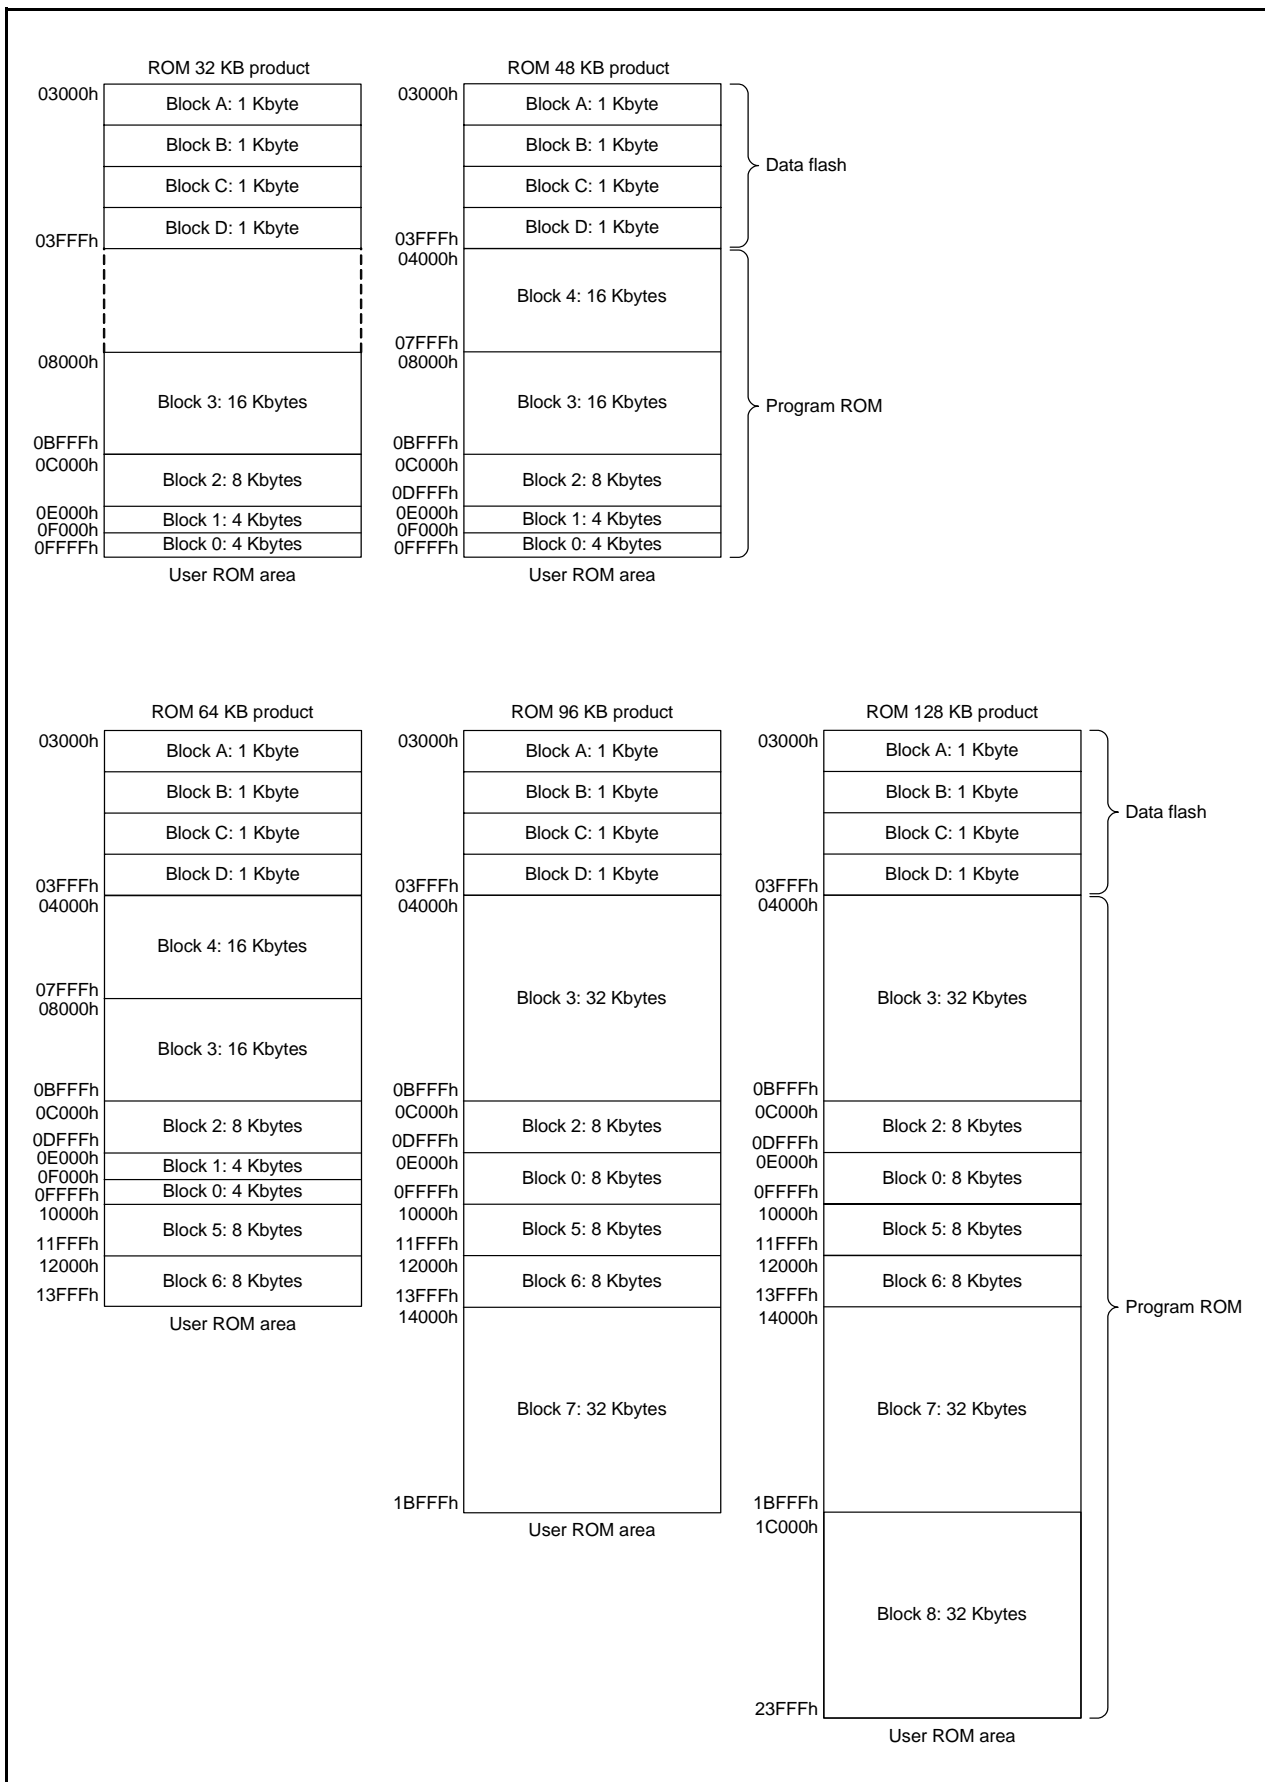 ROM 32 KB product
03000h
Block A: 1 Kbyte
Block B: 1 Kbyte
Block C: 1 Kbyte
Block D: 1 Kbyte
03FFFh
08000h
Block 3: 16 Kbytes
0BFFFh
0C000h
Block 2: 8 Kbytes
0E000h
Block 1: 4 Kbytes
0F000h
Block 0: 4 Kbytes
0FFFFh
User ROM area
ROM 48 KB product
03000h
Block A: 1 Kbyte
Block B: 1 Kbyte
Block C: 1 Kbyte
Block D: 1 Kbyte
03FFFh
04000h
Block 4: 16 Kbytes
07FFFh
08000h
Block 3: 16 Kbytes
0BFFFh
0C000h
Block 2: 8 Kbytes
0DFFFh
0E000h
Block 1: 4 Kbytes
0F000h
Block 0: 4 Kbytes
0FFFFh
User ROM area
Data flash
Program ROM
ROM 64 KB product
03000h
Block A: 1 Kbyte
Block B: 1 Kbyte
Block C: 1 Kbyte
Block D: 1 Kbyte
03FFFh
04000h
Block 4: 16 Kbytes
07FFFh
08000h
Block 3: 16 Kbytes
0BFFFh
0C000h
Block 2: 8 Kbytes
0DFFFh
0E000h
Block 1: 4 Kbytes
0F000h
Block 0: 4 Kbytes
0FFFFh
10000h
Block 5: 8 Kbytes
11FFFh
12000h
Block 6: 8 Kbytes
13FFFh
User ROM area
ROM 96 KB product
03000h
Block A: 1 Kbyte
Block B: 1 Kbyte
Block C: 1 Kbyte
Block D: 1 Kbyte
03FFFh
04000h
Block 3: 32 Kbytes
0BFFFh
0C000h
Block 2: 8 Kbytes
0DFFFh
0E000h
Block 0: 8 Kbytes
0FFFFh
10000h
Block 5: 8 Kbytes
11FFFh
12000h
Block 6: 8 Kbytes
13FFFh
14000h
Block 7: 32 Kbytes
1BFFFh
User ROM area
ROM 128 KB product
03000h
Block A: 1 Kbyte
Block B: 1 Kbyte
Block C: 1 Kbyte
Block D: 1 Kbyte
03FFFh
04000h
Block 3: 32 Kbytes
0BFFFh
0C000h
Block 2: 8 Kbytes
0DFFFh
0E000h
Block 0: 8 Kbytes
0FFFFh
10000h
Block 5: 8 Kbytes
11FFFh
12000h
Block 6: 8 Kbytes
13FFFh
14000h
Block 7: 32 Kbytes
1BFFFh
1C000h
Block 8: 32 Kbytes
23FFFh
User ROM area
Data flash
Program ROM